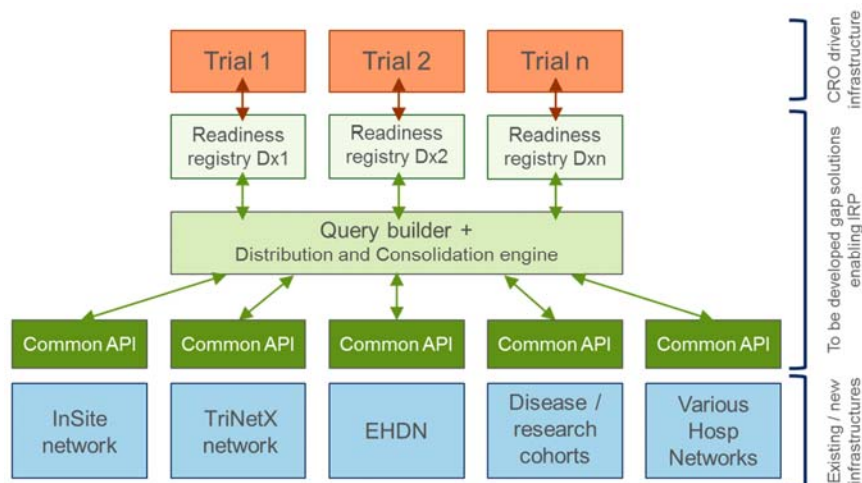 Trial 1
Trial 2
Trial n
CRO driven
infrastructure
Readiness
registry Dx1
Readiness
registry Dx2
Readiness
registry Dxn
Query builder +
Distribution and Consolidation engine
To be developed gap solutions
enabling IRP
Common API
Common API
Common API
Common API
Common API
InSite
network
TriNetX
network
EHDN
Disease /
research
cohorts
Various
Hosp
Networks
Existing / new
infrastructures